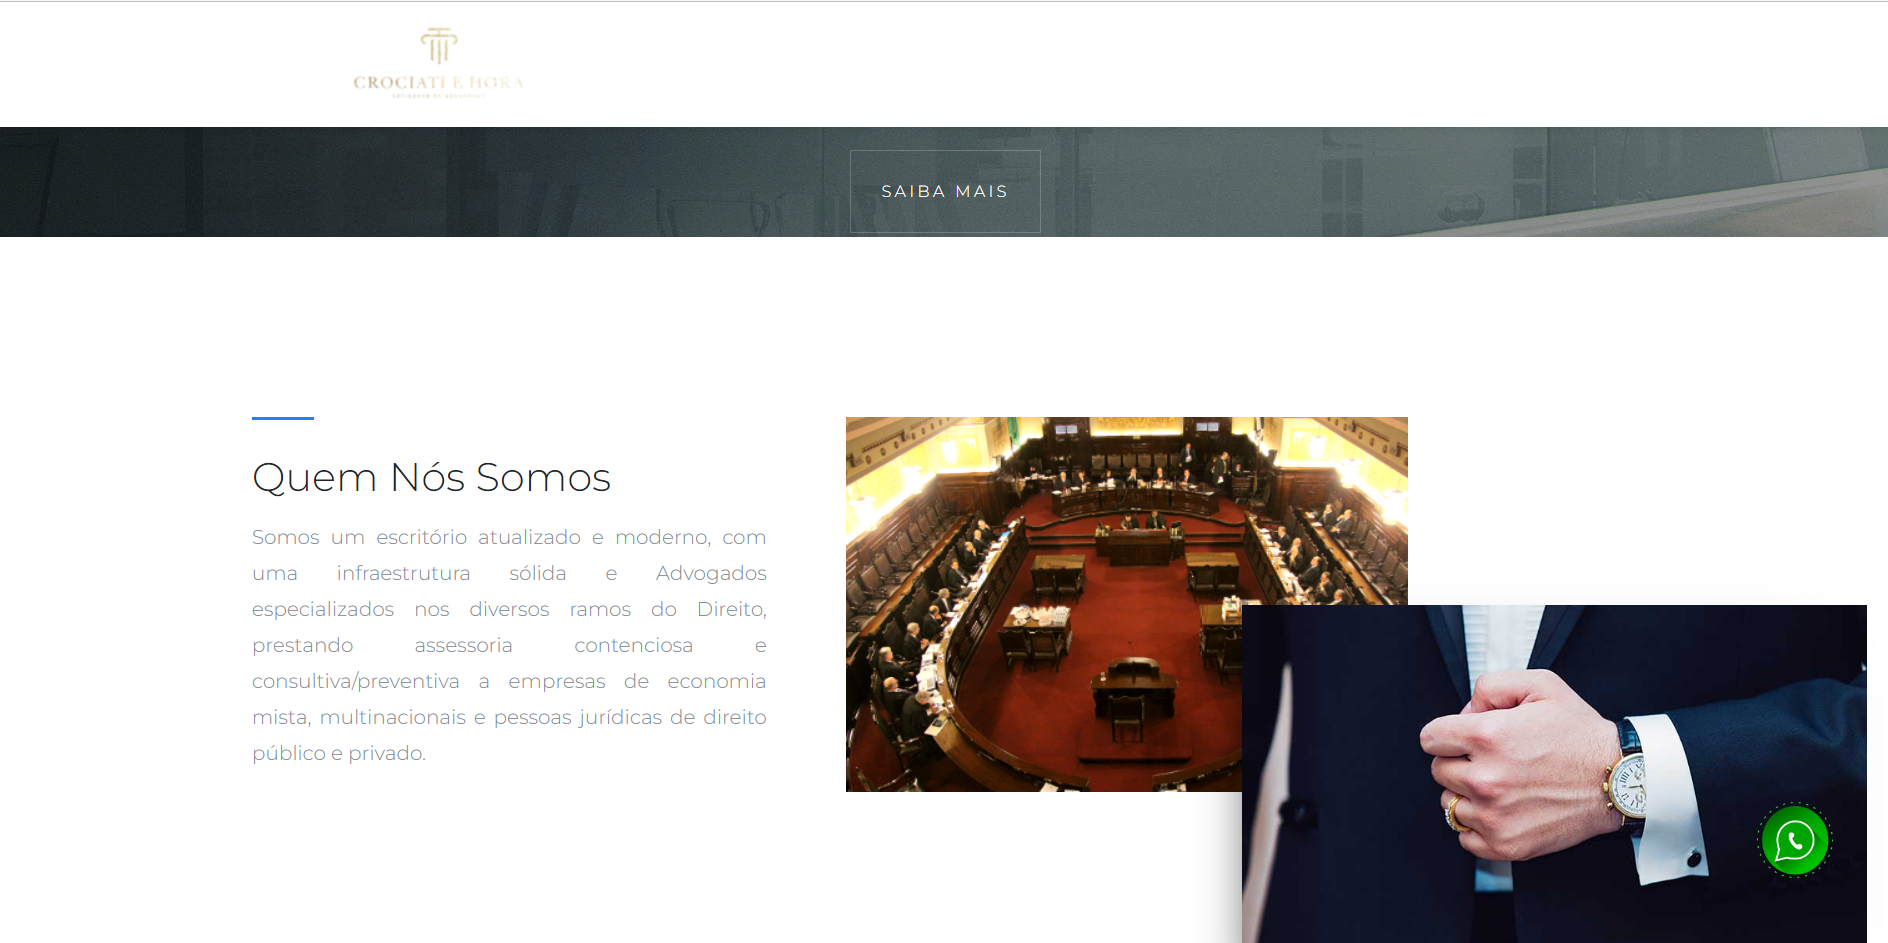 CROCIATI E HORA
SAIBA MAIS
Quem Nós Somos
Somos um escritório atualizado e moderno, com
uma infraestrutura sólida e Advogados
especializados nos diversos ramos do Direito,
prestando assessoria contenciosa e
consultiva/preventiva a empresas de economia
mista, multinacionais e pessoas jurídicas de direito
público e privado.